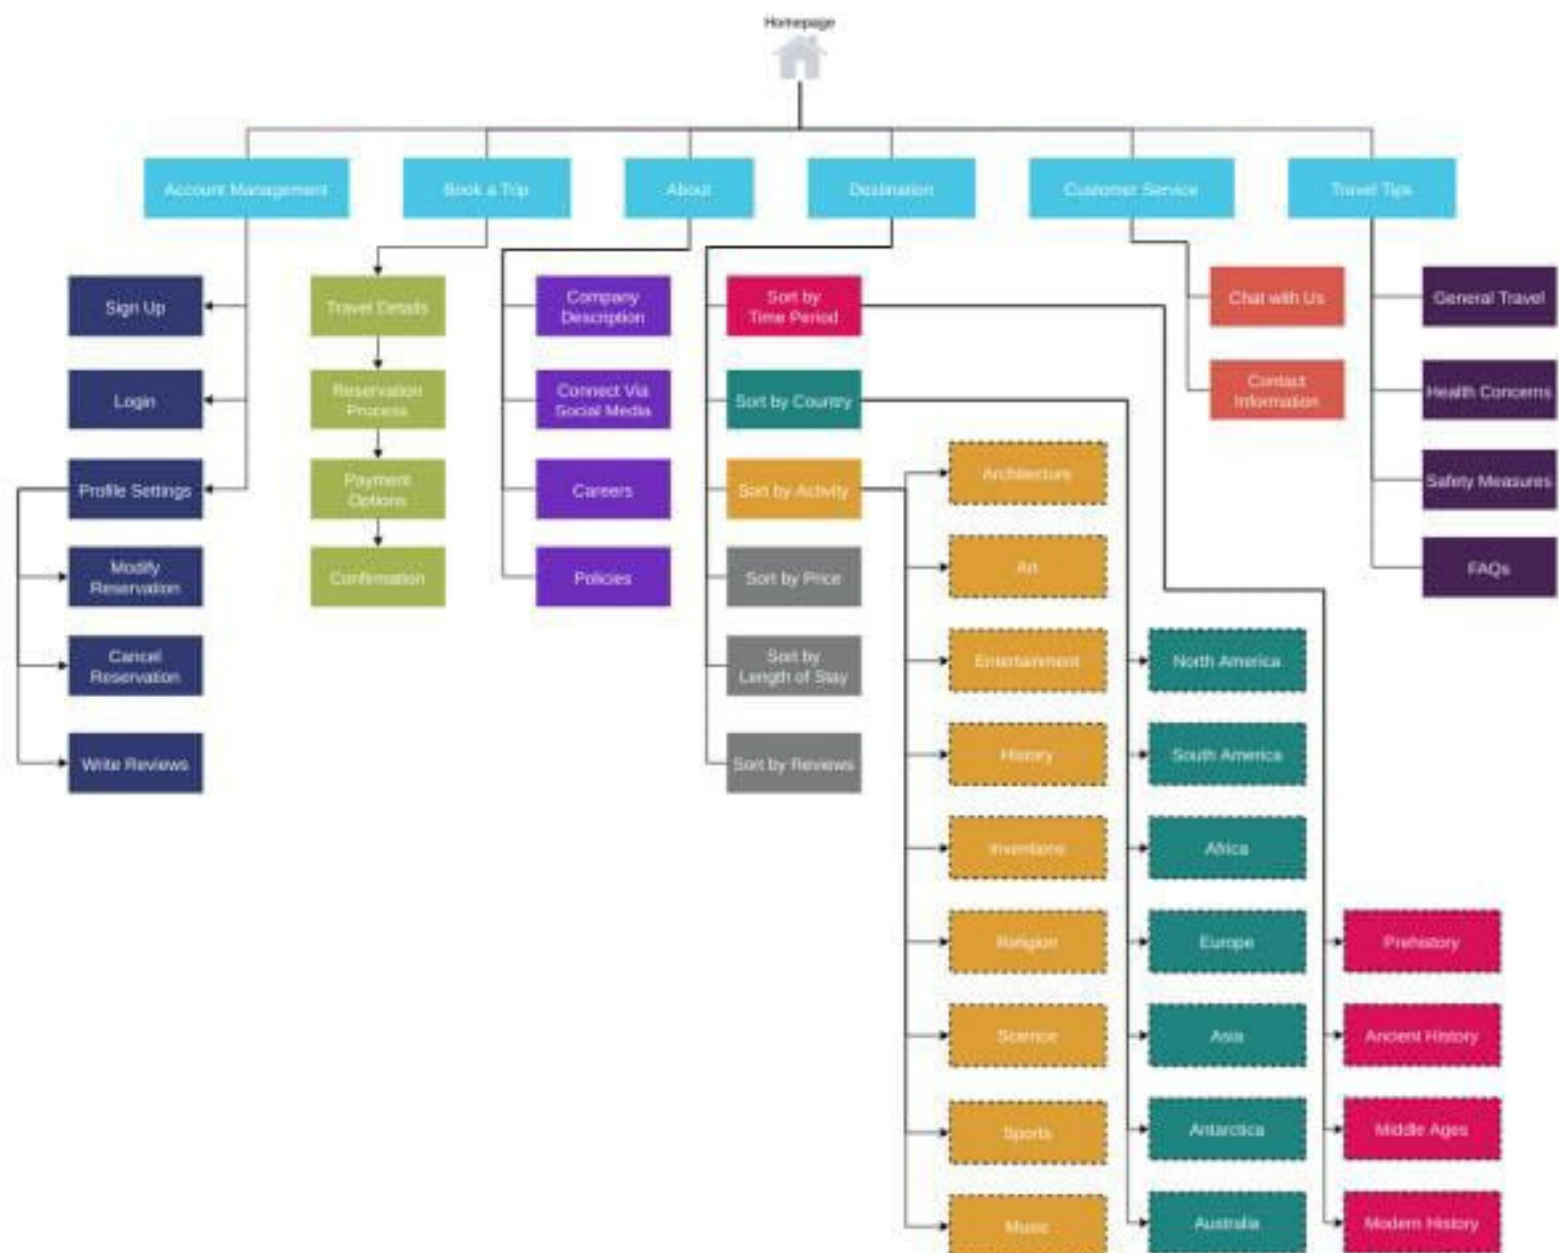 Homepage
Account Management
Book a Trip
About
Destination
Customer Service
Travel Tips
Sign Up
Login
Profile Settings
Modify
Reservation
Cancel
Reservation
Write Reviews
Travel Details
Reservation
Process
Payment
Options
Confirmation
Company
Description
Connect Via
Social Media
Careers
Policies
Sort by
Time Period
Sort by Country
Sort by Activity
Sort by Price
Sort by
Length of Stay
Sort by Reviews
Architecture
Art
Entertainment
History
Inventions
Religion
Science
Sports
Music
North America
South America
Africa
Europe
Asia
Antarctica
Australia
Prehistory
Ancient History
Middle Ages
Modern History
Chat with Us
Contact
Information
General Travel
Health Concerns
Safety Measures
FAQs